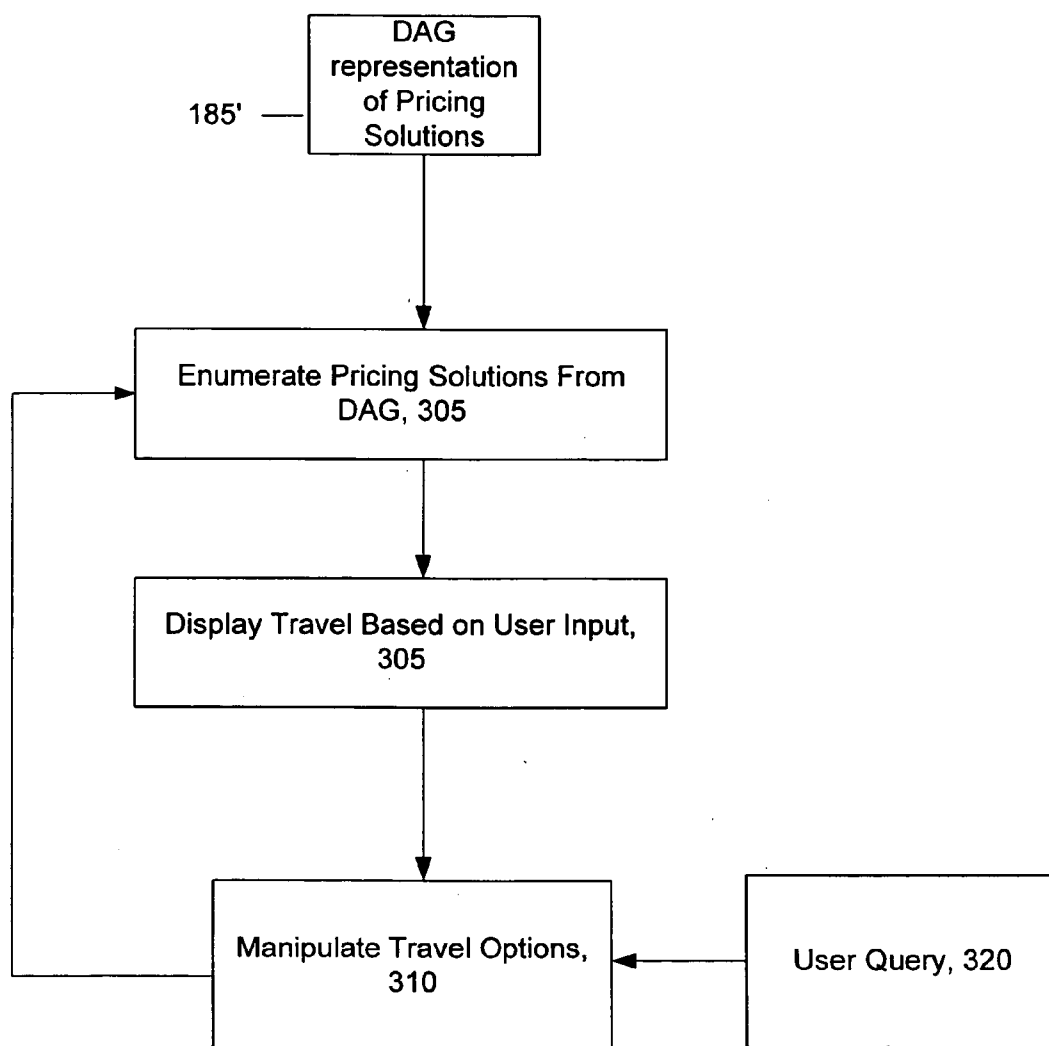 DAG
representation
of Pricing
Solutions
185'
Enumerate Pricing Solutions From
DAG, 305
Display Travel Based on User Input,
305
Manipulate Travel Options,
310
User Query, 320